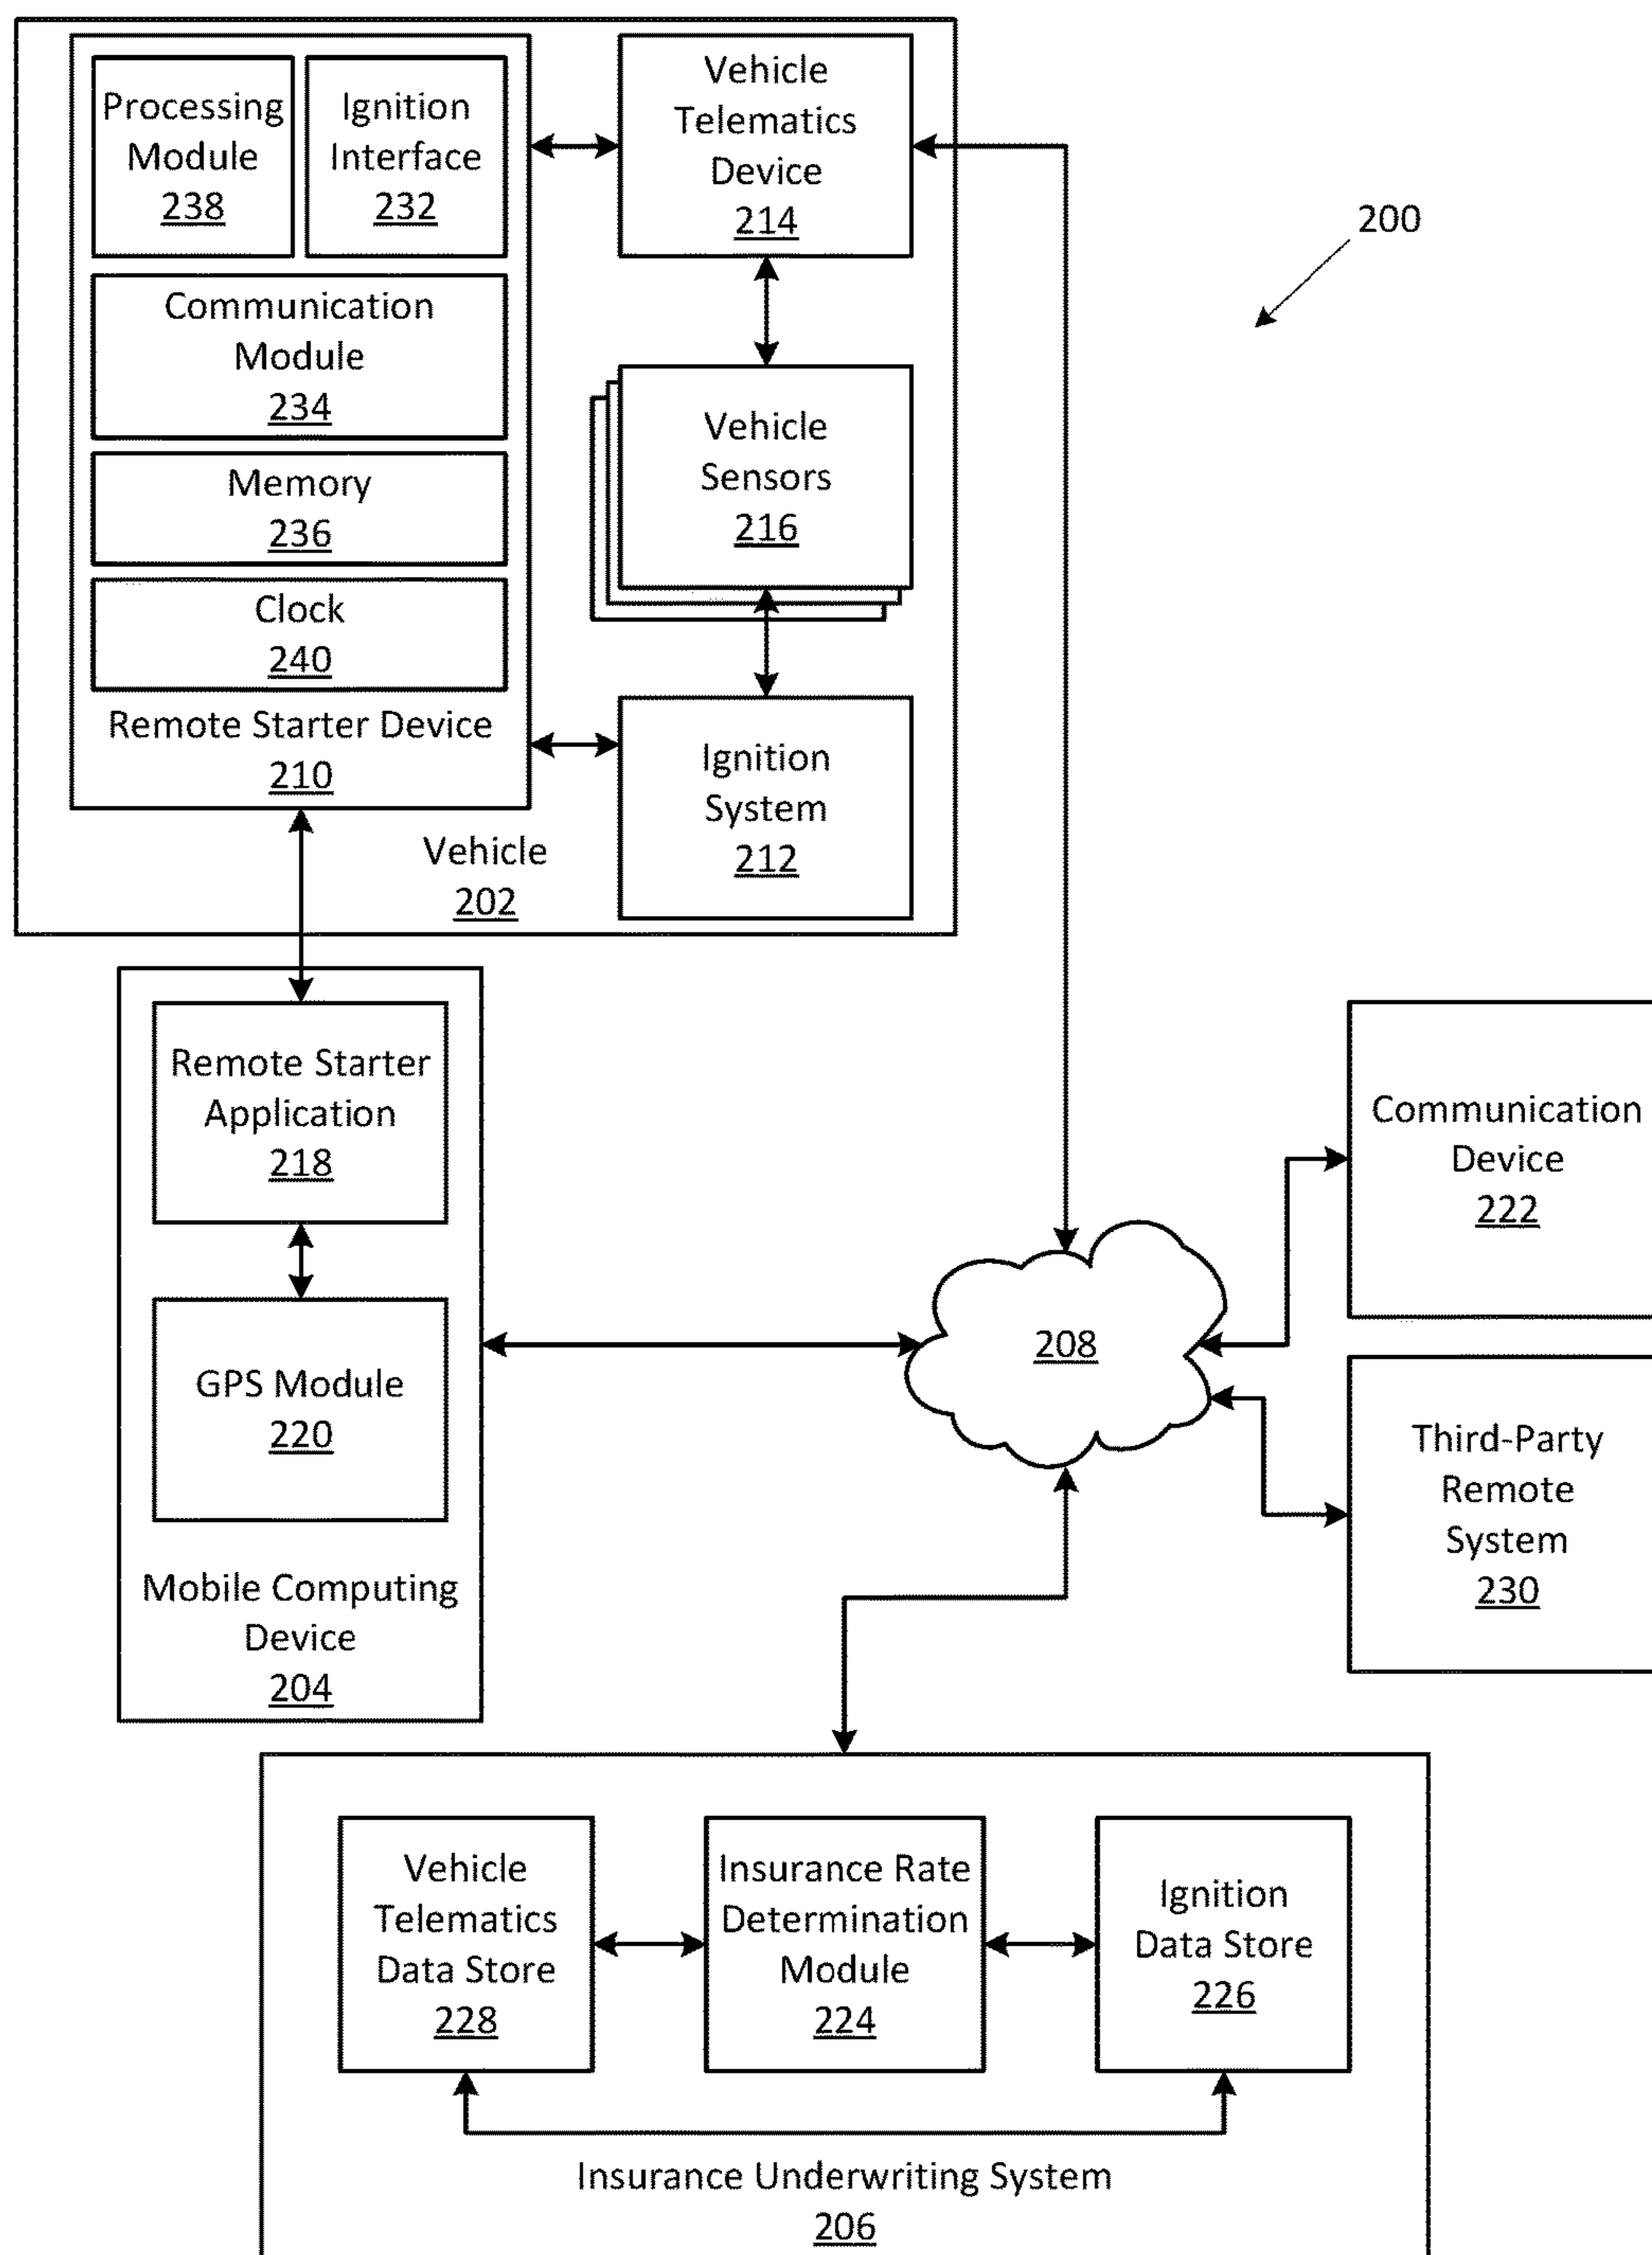 Processing
Module
238
Ignition
Interface
232
Vehicle
Telematics
Device
214
200
Communication
Module
234
Vehicle
Sensors
216
Memory
236
Clock
240
Remote Starter Device
210
Ignition
System
212
Vehicle
202
Remote Starter
Application
218
Communication
Device
222
GPS Module
220
208
Third-Party
Remote
System
230
Mobile Computing
Device
204
Vehicle
Telematics
Data Store
228
Insurance Rate
Determination
Module
224
Ignition
Data Store
226
Insurance Underwriting System
206